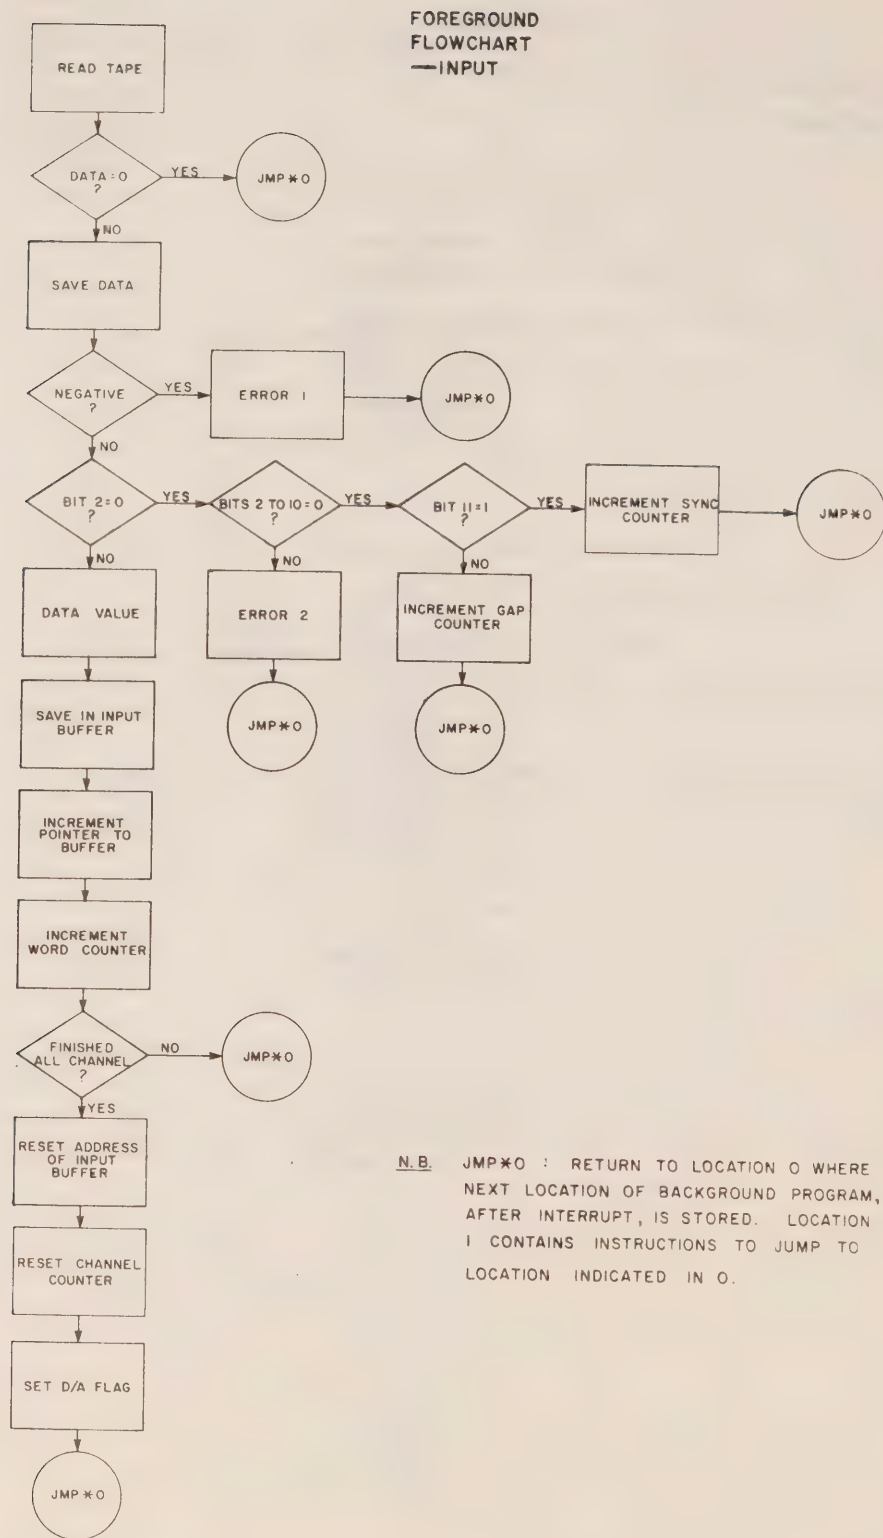 FOREGROUND
FLOWCHART
—INPUT
READ TAPE
DATA=0
?
YES
JMP*0
NO
SAVE DATA
NEGATIVE
?
YES
ERROR 1
JMP*0
NO
BIT 2=0
?
YES
BITS 2 TO 10=0
?
YES
BIT 11=1
?
YES
INCREMENT SYNC
COUNTER
JMP*0
NO
NO
NO
DATA VALUE
ERROR 2
INCREMENT GAP
COUNTER
SAVE IN INPUT
BUFFER
JMP*0
JMP*0
INCREMENT
POINTER TO
BUFFER
INCREMENT
WORD COUNTER
FINISHED
ALL CHANNEL
?
NO
JMP*0
YES
RESET ADDRESS
OF INPUT
BUFFER
RESET CHANNEL
COUNTER
SET D/A FLAG
JMP*0
N.B. JMP*0 : RETURN TO LOCATION 0 WHERE
NEXT LOCATION OF BACKGROUND PROGRAM,
AFTER INTERRUPT, IS STORED. LOCATION
1 CONTAINS INSTRUCTIONS TO JUMP TO
LOCATION INDICATED IN 0.